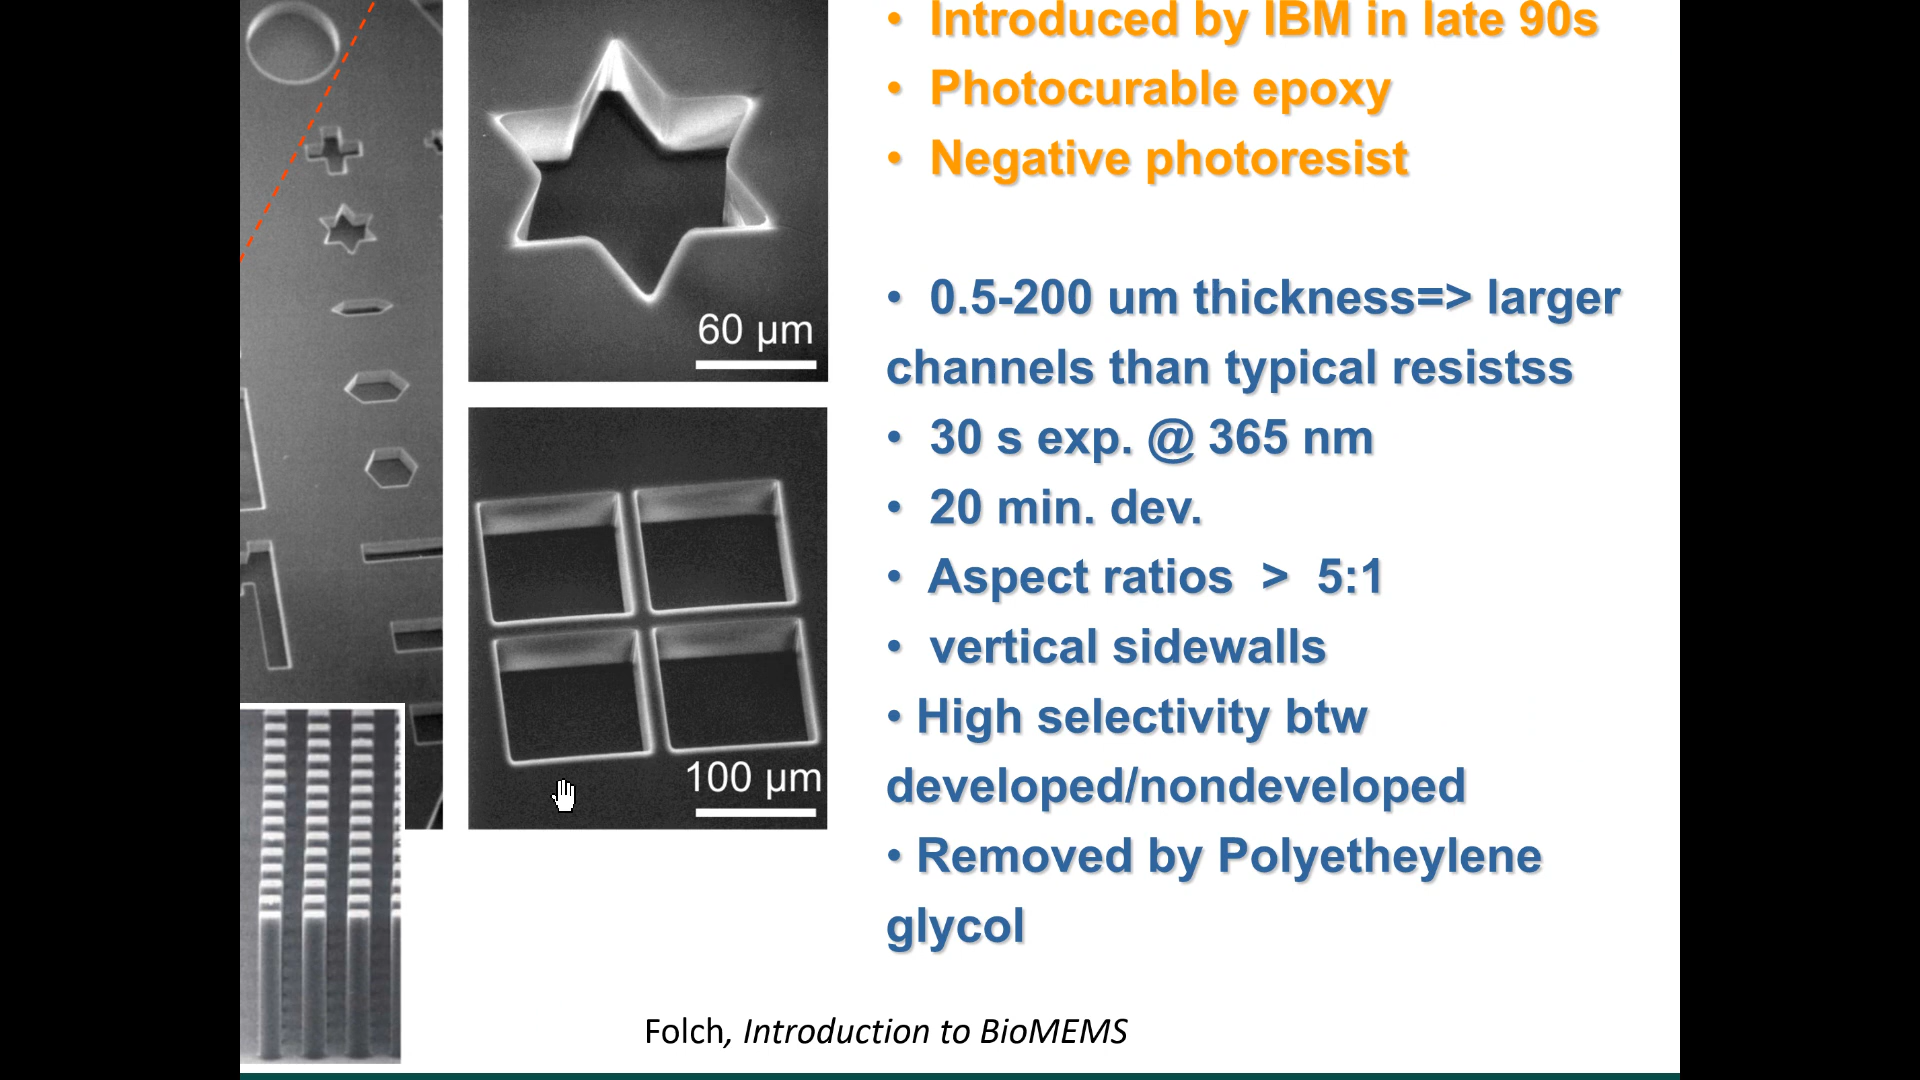 • Introduced by IBM in late 90s
• Photocurable epoxy
• Negative photoresist
• 0.5-200 um thickness=> larger
channels than typical resistss
• 30 s exp. @ 365 nm
• 20 min. dev.
• Aspect ratios > 5:1
• vertical sidewalls
• High selectivity btw
developed/nondeveloped
• Removed by Polyetheylene
glycol
60 µm
100 µm
Folch, Introduction to BioMEMS